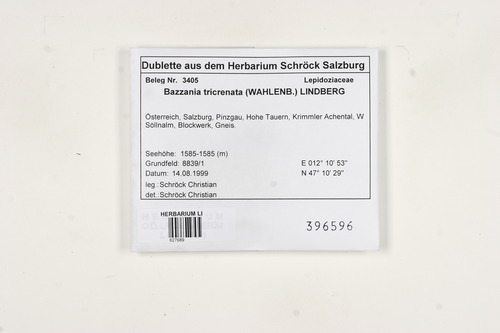 Dublette aus dem Herbarium Schröck Salzburg
Beleg Nr. 3405 Lepidoziaceae
Bazzania tricrenata (WAHLENB.) LINDBERG
Österreich, Salzburg, Pinzgau, Hohe Tauern, Krimmler Achental, W
Söllnalm, Blockwerk, Gneis.
Seehöhe: 1585-1585 (m)
Grundfeld: 8839/1 E 012° 10' 53"
Datum: 14.08.1999 N 47° 10' 29"
leg.:Schröck Christian
det.:Schröck Christian
HERBARIUM LI
627689
396596